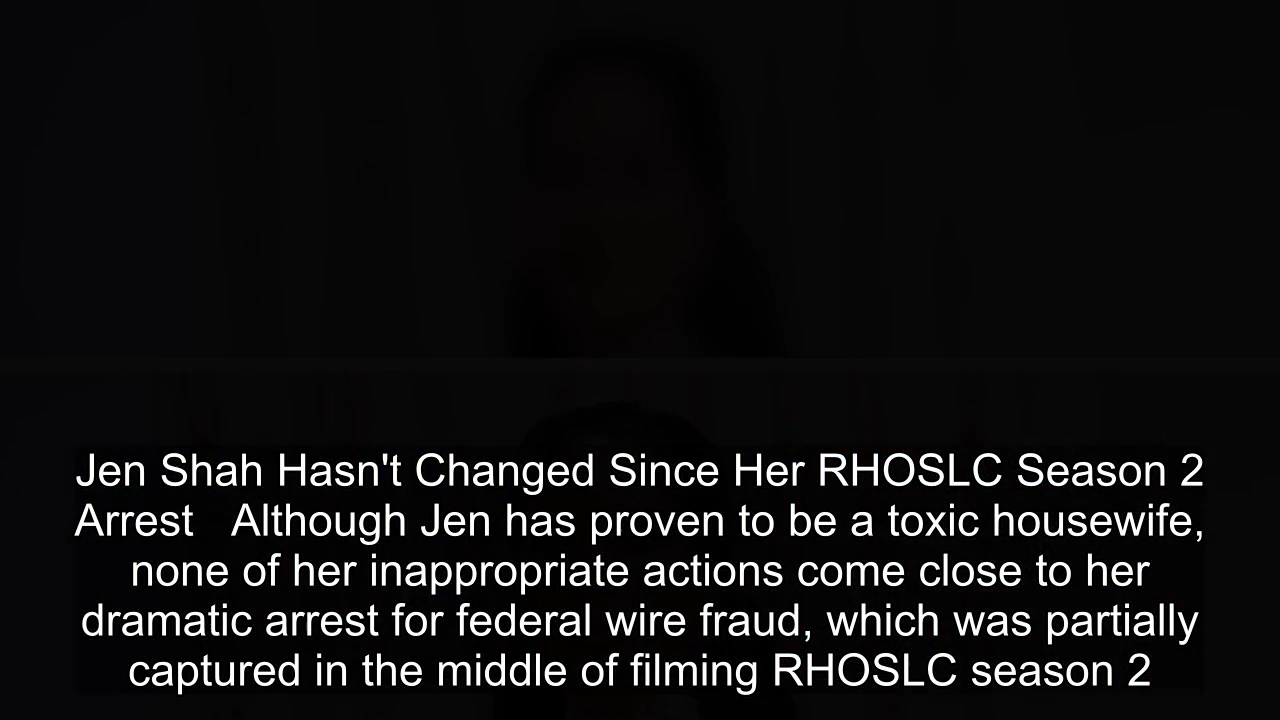 Jen Shah Hasn't Changed Since Her RHOSLC Season 2
Arrest   Although Jen has proven to be a toxic housewife,
none of her inappropriate actions come close to her
dramatic arrest for federal wire fraud, which was partially
captured in the middle of filming RHOSLC season 2